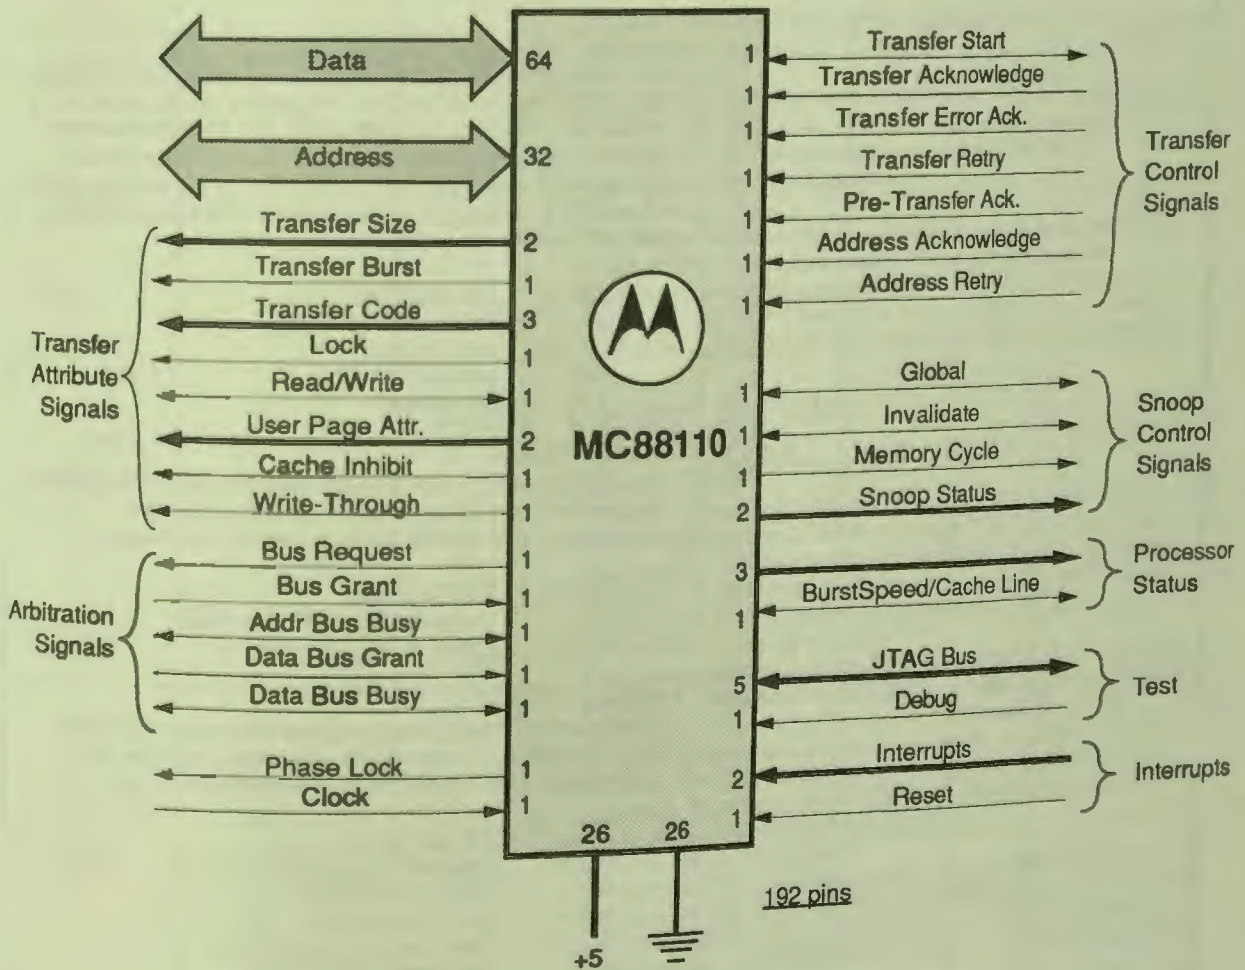 Data
64
Address
32
Transfer Size
2
Transfer Burst
1
Transfer Code
3
Lock
1
Read/Write
1
User Page Attr.
2
Cache Inhibit
1
Write-Through
1
Transfer
Attribute
Signals
Bus Request
1
Bus Grant
1
Addr Bus Busy
1
Data Bus Grant
1
Data Bus Busy
1
Arbitration
Signals
Phase Lock
1
Clock
1
MC88110
26
26
+5
192 pins
1
Transfer Start
1
Transfer Acknowledge
1
Transfer Error Ack.
1
Transfer Retry
1
Pre-Transfer Ack.
1
Address Acknowledge
1
Address Retry
Transfer
Control
Signals
1
Global
1
Invalidate
1
Memory Cycle
2
Snoop Status
Snoop
Control
Signals
3
1
BurstSpeed/Cache Line
Processor
Status
5
JTAG Bus
1
Debug
Test
2
Interrupts
1
Reset
Interrupts